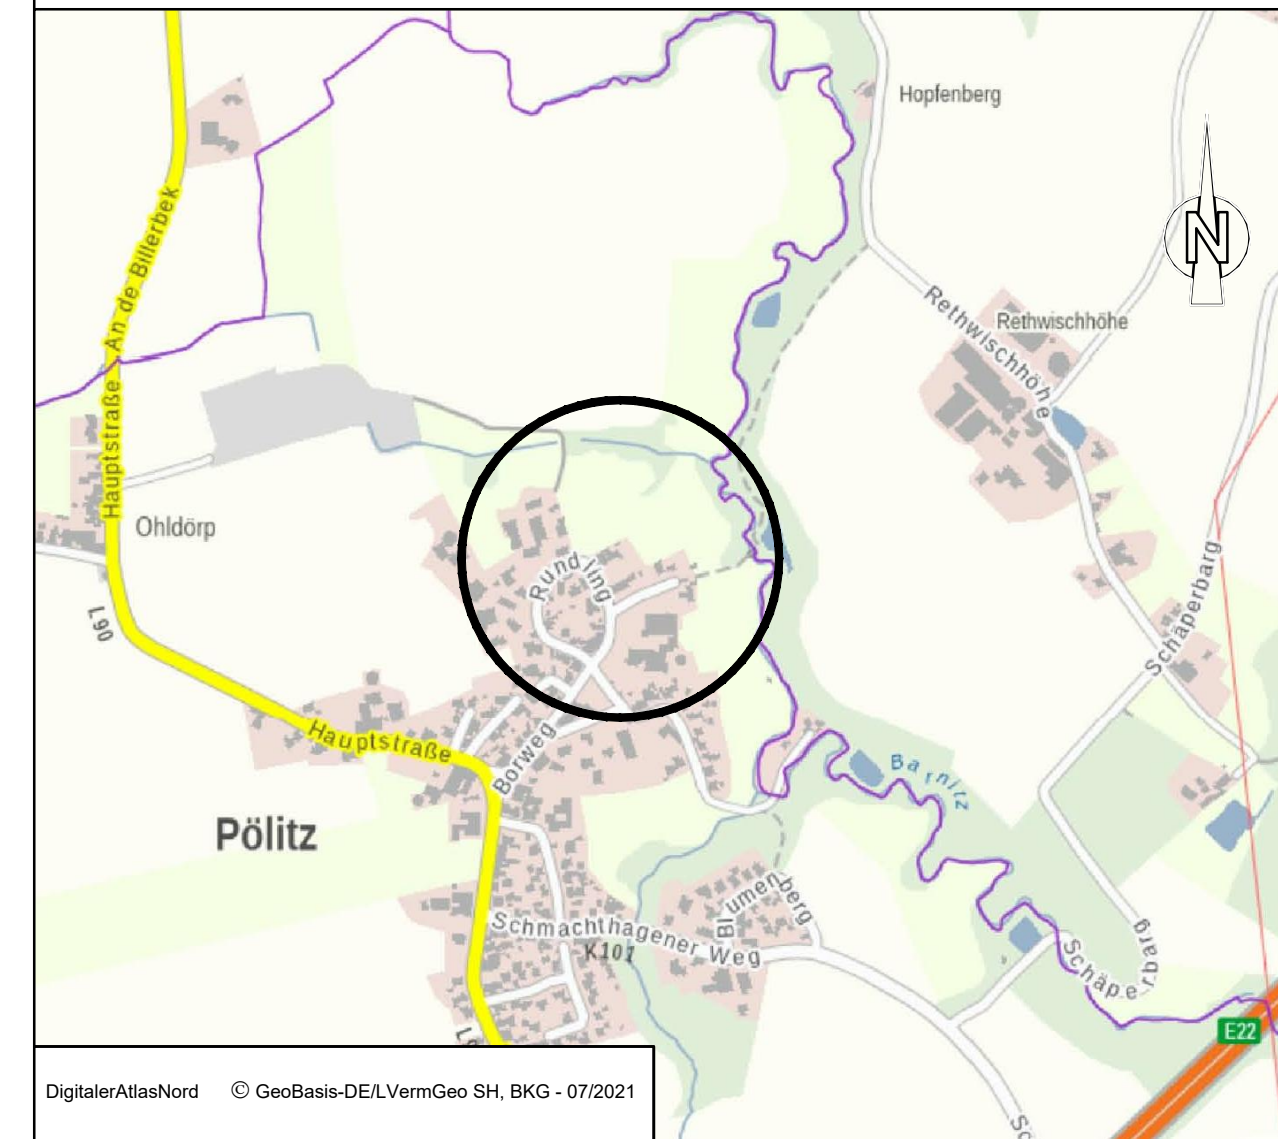 Hopfenberg
An de Billerbek
N
Rethwischhöhe
Rethwischhöhe
Hauptstraße
Ohldörp
L90
Rundling
Schäperbarg
Hauptstraße
Borweg
Barnitz
Pölitz
Blumenberg
Schmachthagener Weg
K101
Schäperbarg
E22
DigitalerAtlasNord © GeoBasis-DE/LVermGeo SH, BKG - 07/2021